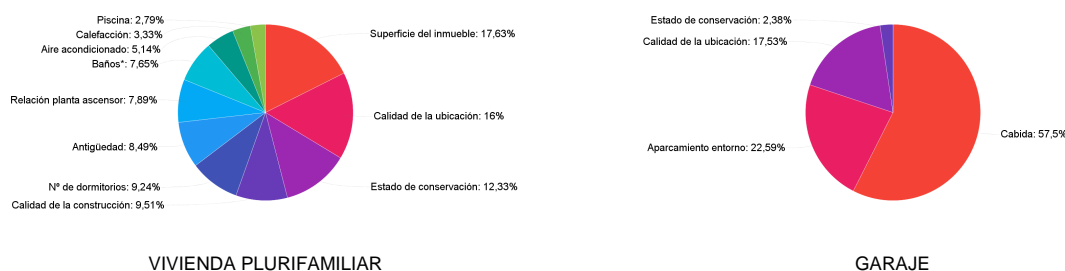 Piscina: 2,79%
Calefacción: 3,33%
Aire acondicionado: 5,14%
Baños*: 7,65%
Relación planta ascensor: 7,89%
Antigüedad: 8,49%
Nº de dormitorios: 9,24%
Calidad de la construcción: 9,51%
Superficie del inmueble: 17,63%
Calidad de la ubicación: 16%
Estado de conservación: 12,33%
VIVIENDA PLURIFAMILIAR
Estado de conservación: 2,38%
Calidad de la ubicación: 17,53%
Aparcamiento entorno: 22,59%
Cabida: 57,5%
GARAJE